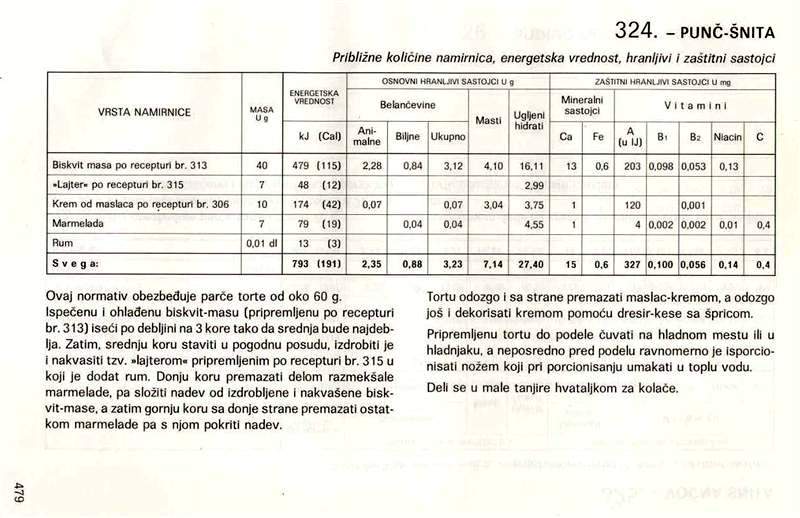 324. – PUNČ-ŠNITA
Približne količine namirnica, energetska vrednost, hranljivi i zaštitni sastojci
VRSTA NAMIRNICE MASA U g ENERGETSKA VREDNOST kJ (Cal) OSNOVNI HRANLJIVI SASTOJCI U g Belančevine Animalne Biljne Ukupno Masti Ugljeni hidrati ZAŠTITNI HRANLJIVI SASTOJCI U mg Mineralni sastojci Ca Fe Vitamini A (u IJ) B1 B2 Niacin C
Biskvit masa po recepturi br. 313 40 479 (115) 2,28 0,84 3,12 4,10 16,11 13 0,6 203 0,098 0,053 0,13
»Lajter« po recepturi br. 315 7 48 (12) 2,99
Krem od maslaca po recepturi br. 306 10 174 (42) 0,07 0,07 3,04 3,75 1 120 0,001
Marmelada 7 79 (19) 0,04 0,04 4,55 1 4 0,002 0,002 0,01 0,4
Rum 0,01 dl 13 (3)
Svega: 793 (191) 2,35 0,88 3,23 7,14 27,40 15 0,6 327 0,100 0,056 0,14 0,4
Ovaj normativ obezbeđuje parče torte od oko 60 g.
Ispečenu i ohlađenu biskvit-masu (pripremljenu po recepturi
br. 313) iseći po debljini na 3 kore tako da srednja bude najdeb-
lja. Zatim, srednju koru staviti u pogodnu posudu, izdrobiti je
i nakvasiti tzv. »lajterom« pripremljenim po recepturi br. 315 u
koji je dodat rum. Donju koru premazati delom razmekšale
marmelade, pa složiti nadev od izdrobljene i nakvašene bisk-
vit-mase, a zatim gornju koru sa donje strane premazati ostat-
kom marmelade pa s njom pokriti nadev.
Tortu odozgo i sa strane premazati maslac-kremom, a odozgo
još i dekorisati kremom pomoću dresir-kese sa špricom.
Pripremljenu tortu do podele čuvati na hladnom mestu ili u
hladnjaku, a neposredno pred podelu ravnomerno je isporcio-
nisati nožem koji pri porcionisanju umakati u toplu vodu.
Deli se u male tanjire hvataljkom za kolače.
479